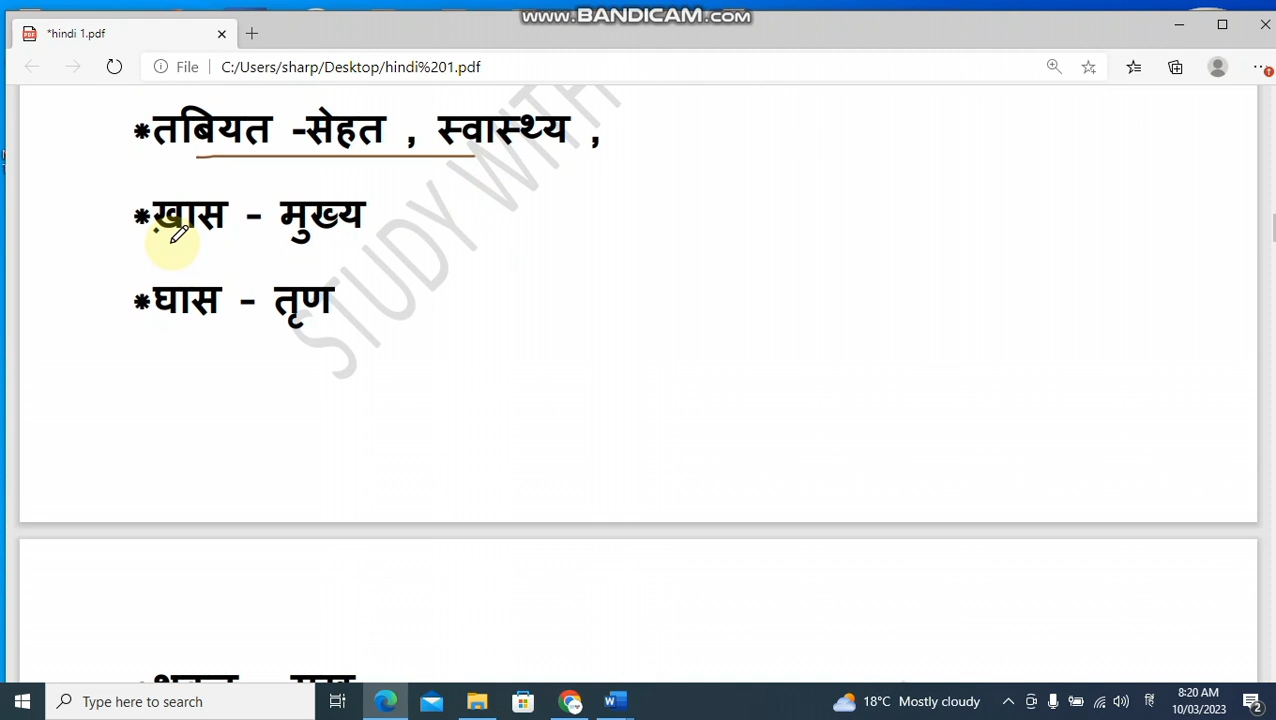 www.BANDICAM.com
*hindi 1.pdf
File C:/Users/sharp/Desktop/hindi%201.pdf
*तबियत -सेहत , स्वास्थ्य ,
*ख़ास - मुख्य
*घास - तृण
STUDY WITH
Type here to search
18°C Mostly cloudy
8:20 AM
10/03/2023
2